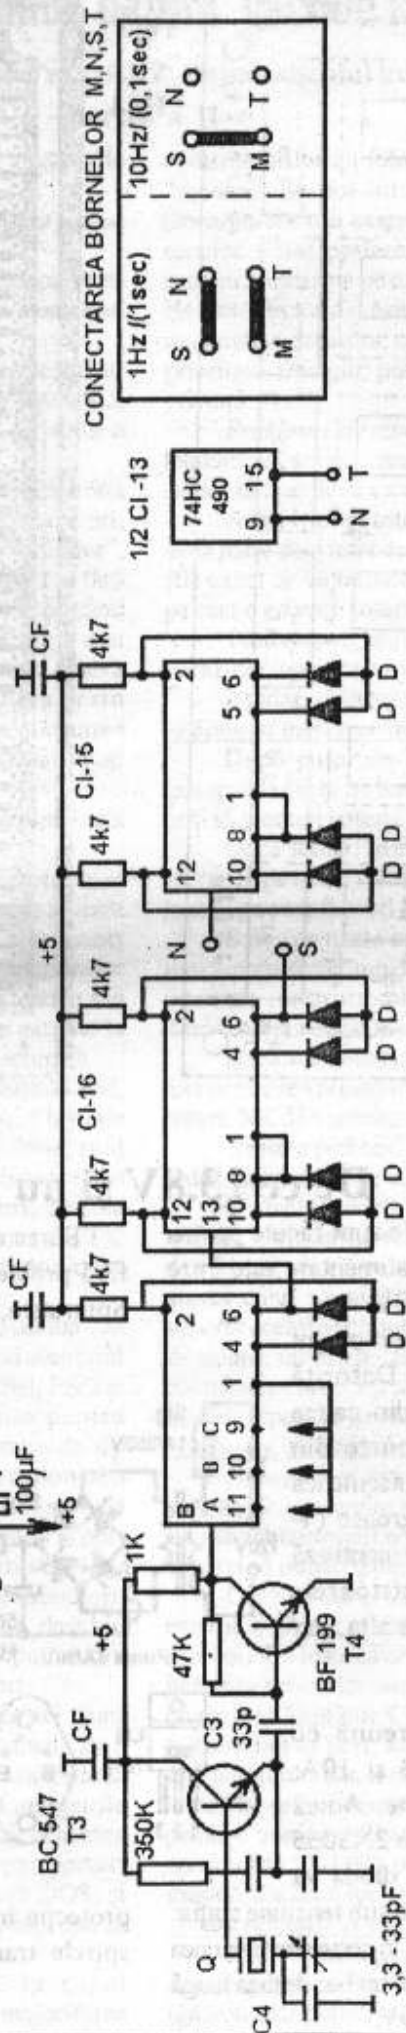 100µF
+5
BC 547
T3
CF
+5
350K
1K
47K
C3
33p
Q
C4
3,3 - 33pF
BF 199
T4
B
A
B
C
2
11
10
9
1
4
6
CF
4k7
CI-16
4k7
4k7
12
2
13
10
8
1
4
6
D
D
D
D
D
D
S
+5
N
CI-15
4k7
4k7
CF
12
2
10
8
1
5
6
D
D
D
D
1/2 CI-13
74HC
490
9
15
N
T
CONECTAREA BORNELOR M,N,S,T
1Hz /(1sec)
S
N
M
T
10Hz/ (0,1sec)
S
N
M
T